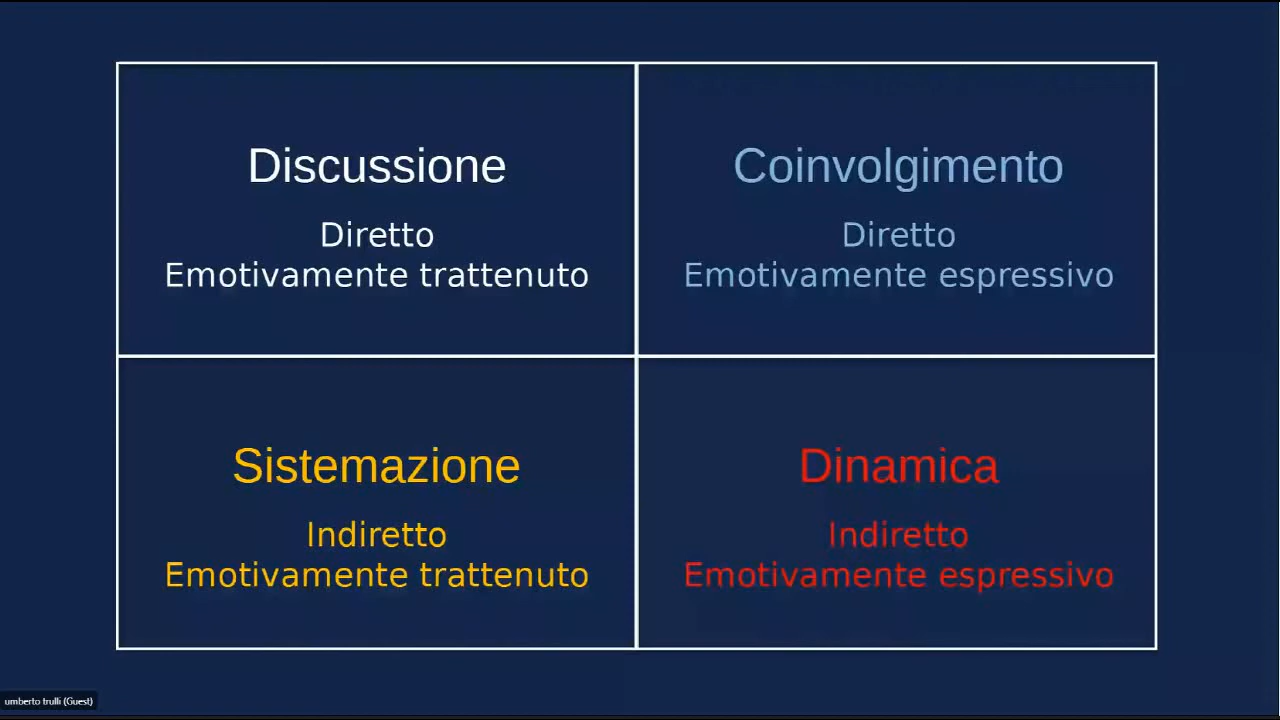 Discussione
Diretto
Emotivamente trattenuto
Coinvolgimento
Diretto
Emotivamente espressivo
Sistemazione
Indiretto
Emotivamente trattenuto
Dinamica
Indiretto
Emotivamente espressivo
umberto trulli (Guest)